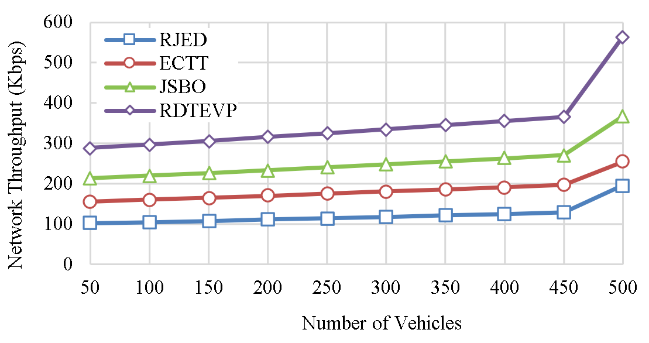 Network Throughput (Kbps)
600
500
400
300
200
100
0
RJED
ECTT
JSBO
RDTEVP
50 100 150 200 250 300 350 400 450 500
Number of Vehicles